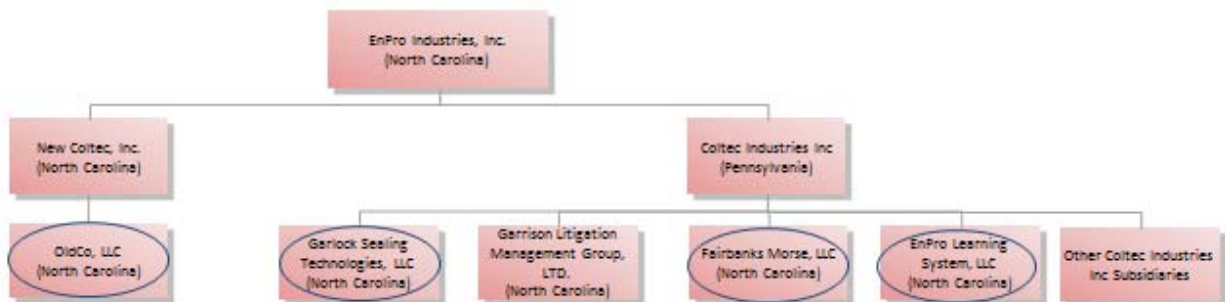 EnPro Industries, Inc.
(North Carolina)
New Coltec, Inc.
(North Carolina)
Coltec Industries Inc
(Pennsylvania)
OldCo, LLC
(North Carolina)
Garlock Sealing
Technologies, LLC
(North Carolina)
Garrison Litigation
Management Group,
LTD.
(North Carolina)
Fairbanks Morse, LLC
(North Carolina)
EnPro Learning
System, LLC
(North Carolina)
Other Coltec Industries
Inc Subsidiaries